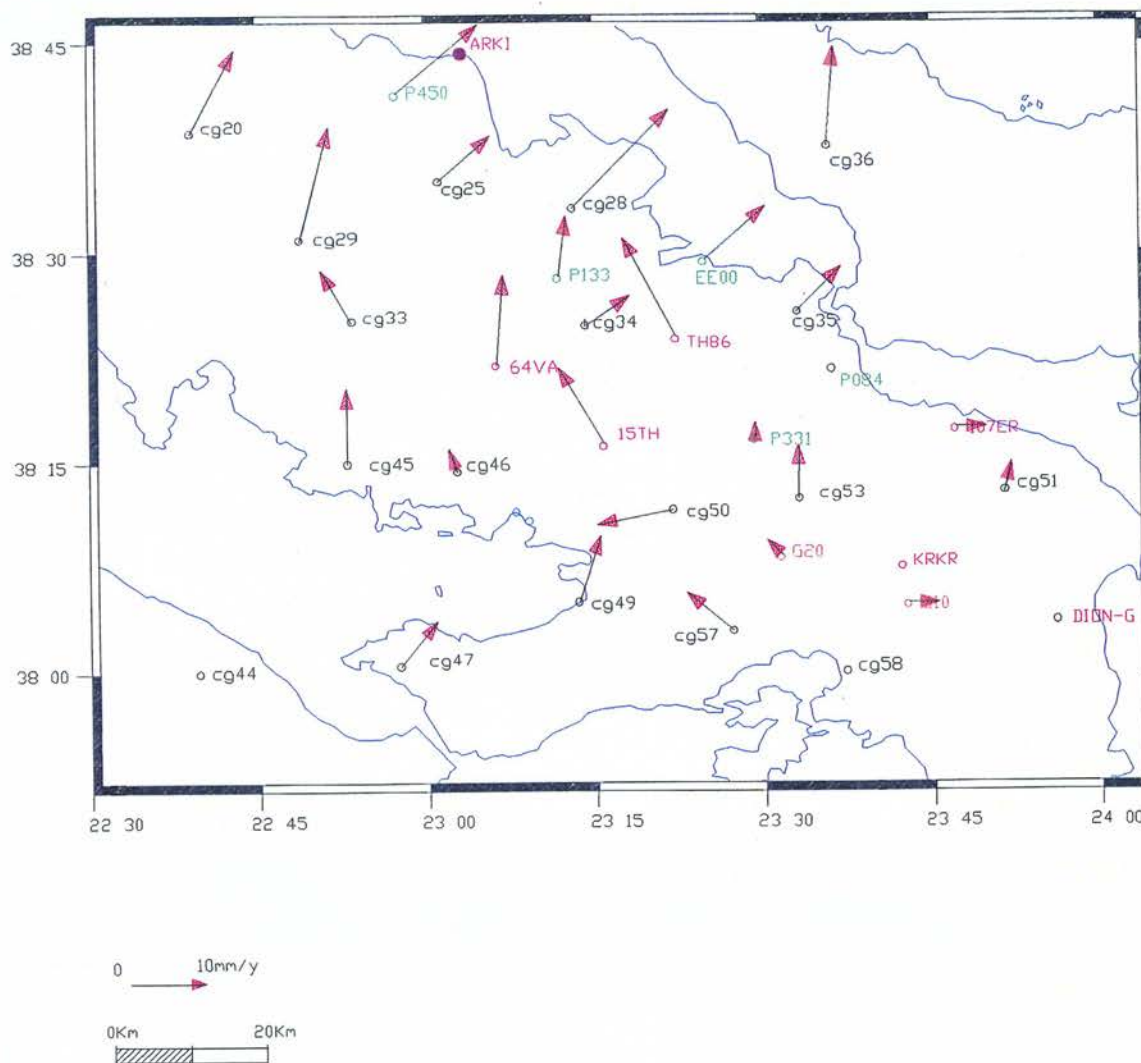 38 45
ARKI
P450
cg20
cg36
cg25
cg28
cg29
38 30
P133
EE00
cg33
cg34
cg35
TH86
64VA
P084
15TH
P331
38 15
cg45
cg46
cg53
cg51
cg50
G20
KRKR
cg49
DION-G
cg57
cg47
cg58
38 00
cg44
22 30
22 45
23 00
23 15
23 30
23 45
24 00
0
10mm/y
0Km
20Km